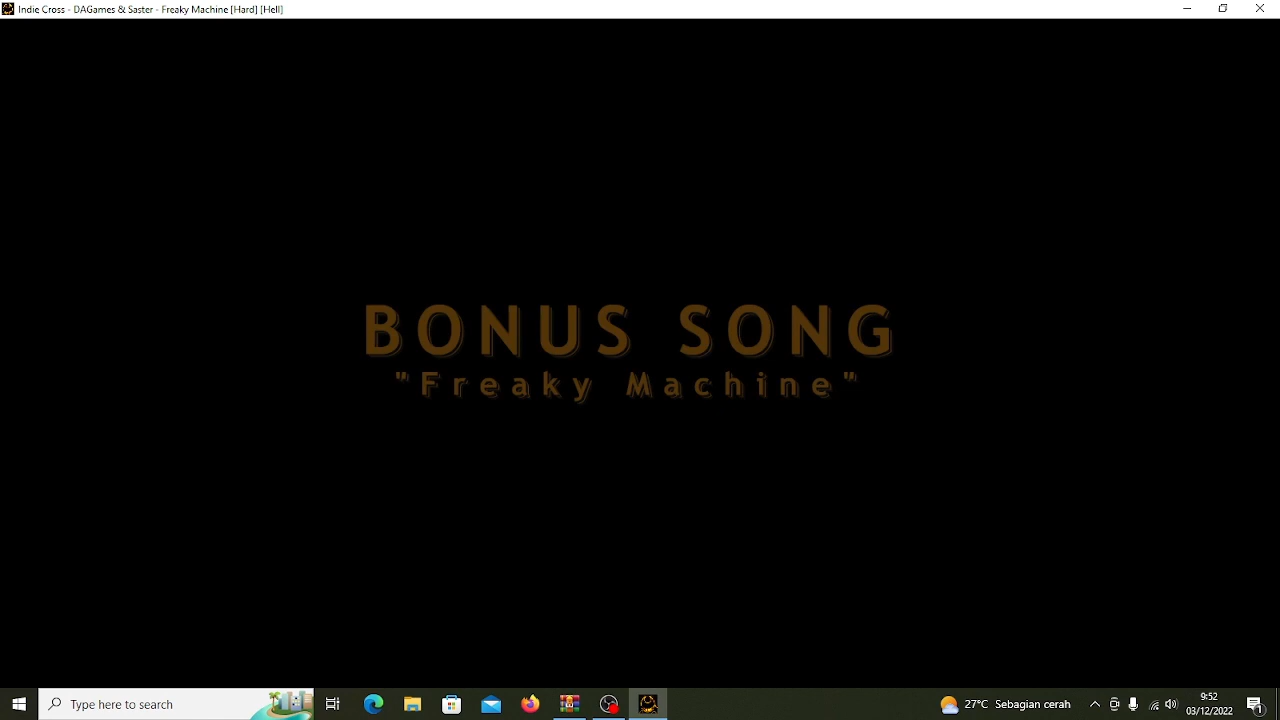 Indie Cross - DAGames & Saster - Freaky Machine [Hard] [Hell]
BONUS SONG
"Freaky Machine"
Type here to search
27°C Sebagian cerah
9:52
03/12/2022
1